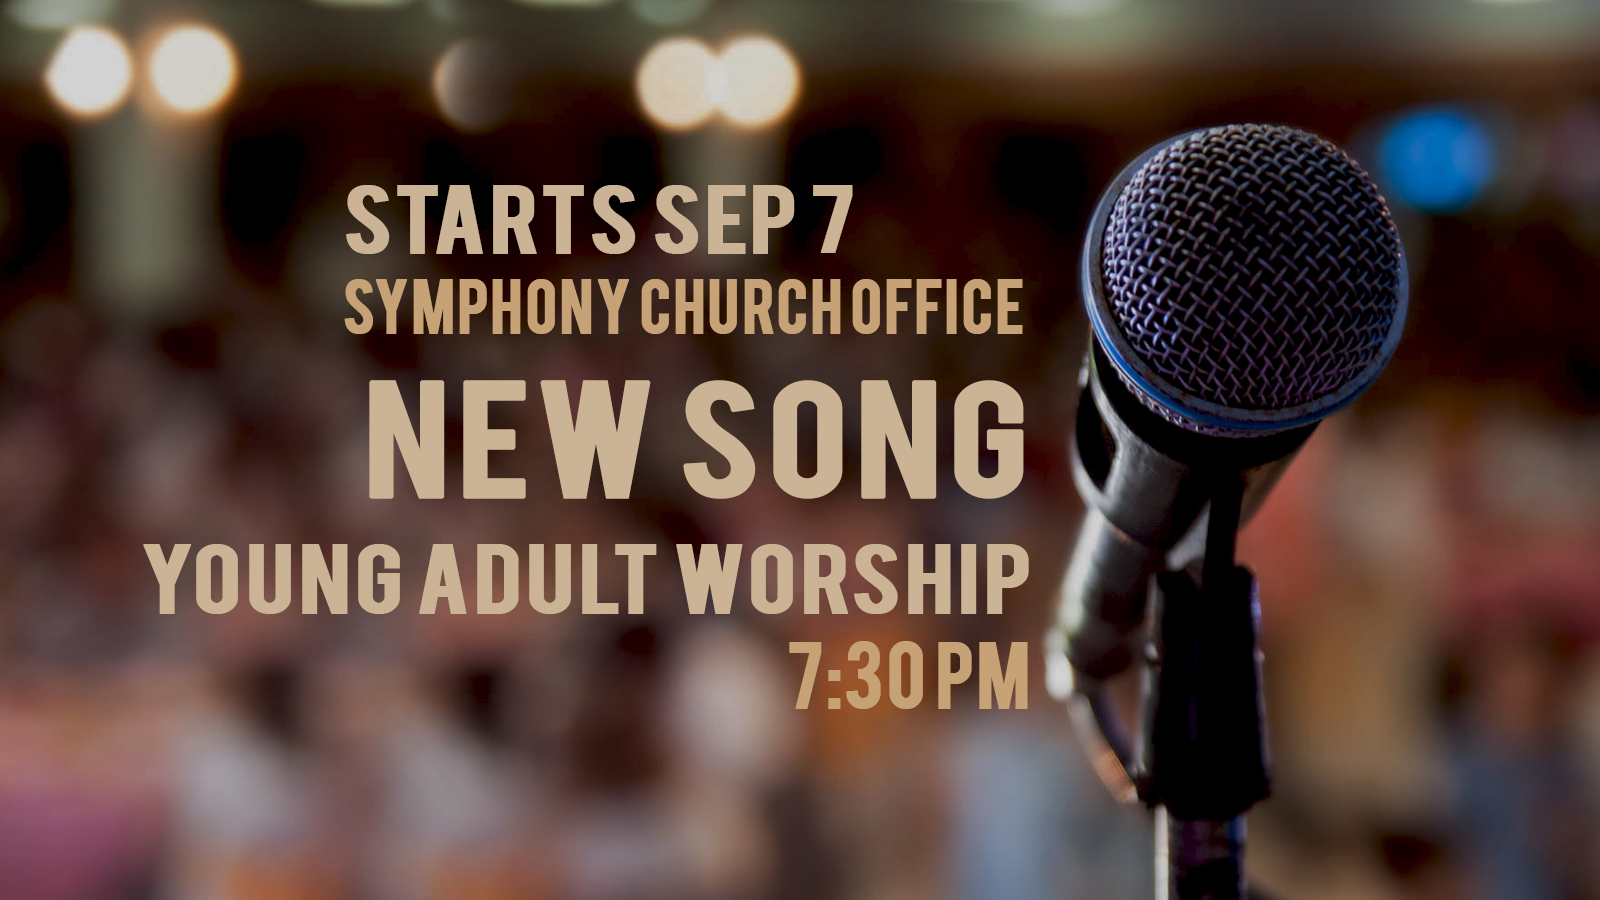 STARTS SEP 7
SYMPHONY CHURCH OFFICE
NEW SONG
YOUNG ADULT WORSHIP
7:30 PM